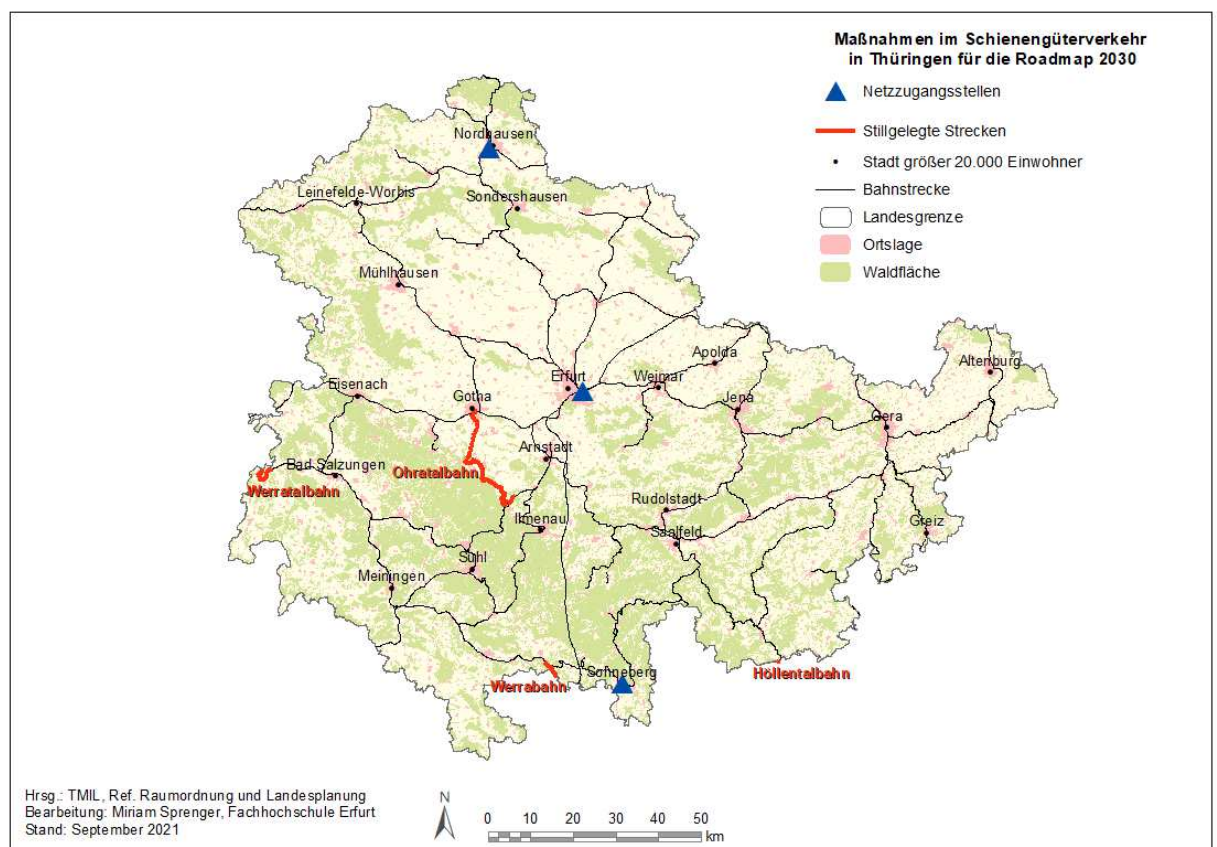 Maßnahmen im Schienengüterverkehr
in Thüringen für die Roadmap 2030
Netzzugangsstellen
Stillgelegte Strecken
Stadt größer 20.000 Einwohner
Bahnstrecke
Landesgrenze
Ortslage
Waldfläche
Nordhausen
Leinefelde-Worbis
Sondershausen
Mühlhausen
Apolda
Altenburg
Eisenach
Erfurt
Weimar
Gotha
Jena
Gera
Arnstadt
Bad Salzungen
Ohratalbahn
Werratalbahn
Rudolstadt
Ilmenau
Greiz
Saalfeld
Suhl
Meiningen
Sonneberg
Höllentalbahn
Werrabahn
Hrsg.: TMIL, Ref. Raumordnung und Landesplanung
Bearbeitung: Miriam Sprenger, Fachhochschule Erfurt
Stand: September 2021
N
0 10 20 30 40 50
km